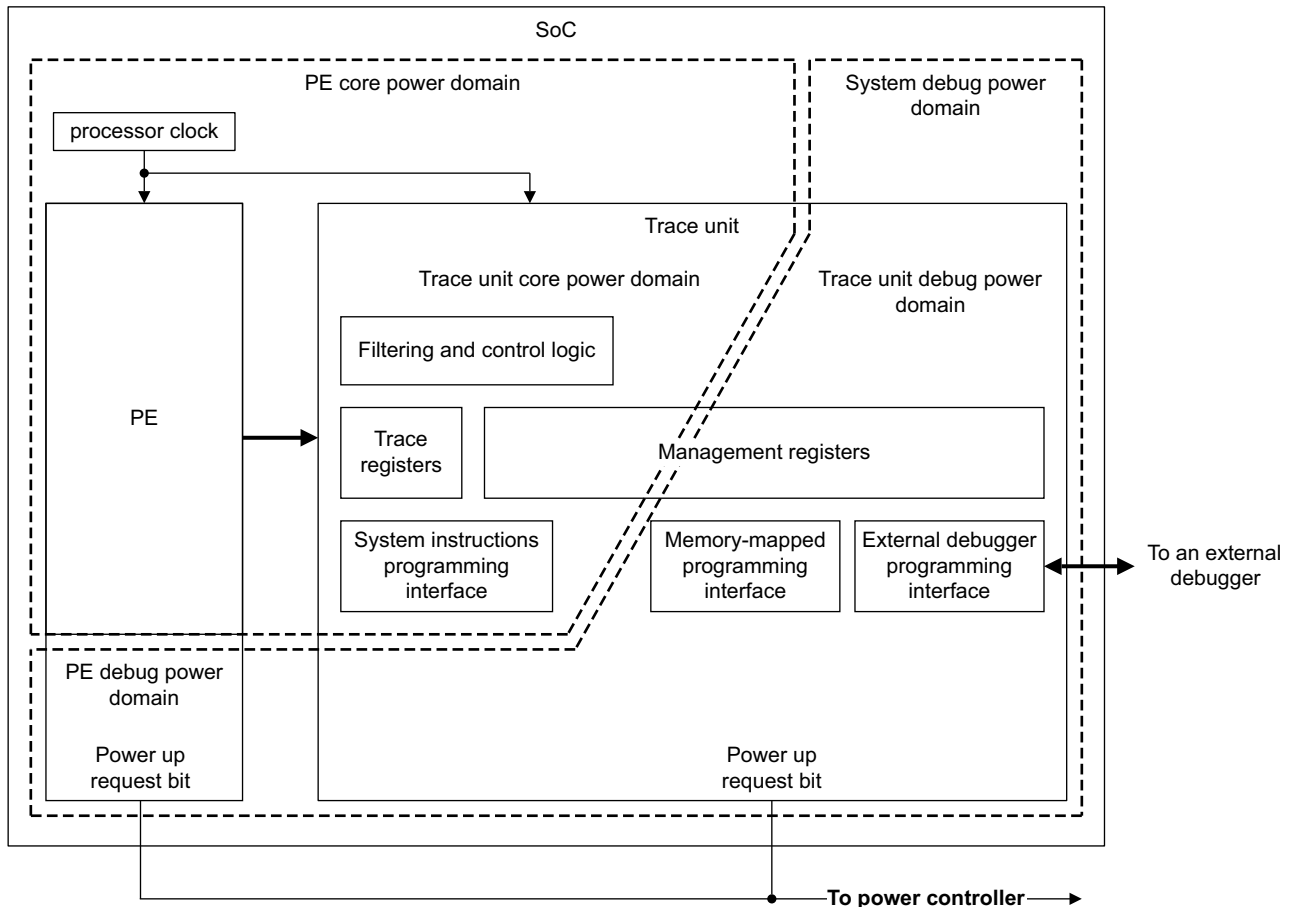 SoC
PE core power domain
System debug power
domain
processor clock
Trace unit
Trace unit core power domain
Trace unit debug power
domain
Filtering and control logic
PE
Trace
registers
Management registers
System instructions
programming
interface
Memory-mapped
programming
interface
External debugger
programming
interface
To an external
debugger
PE debug power
domain
Power up
request bit
Power up
request bit
To power controller